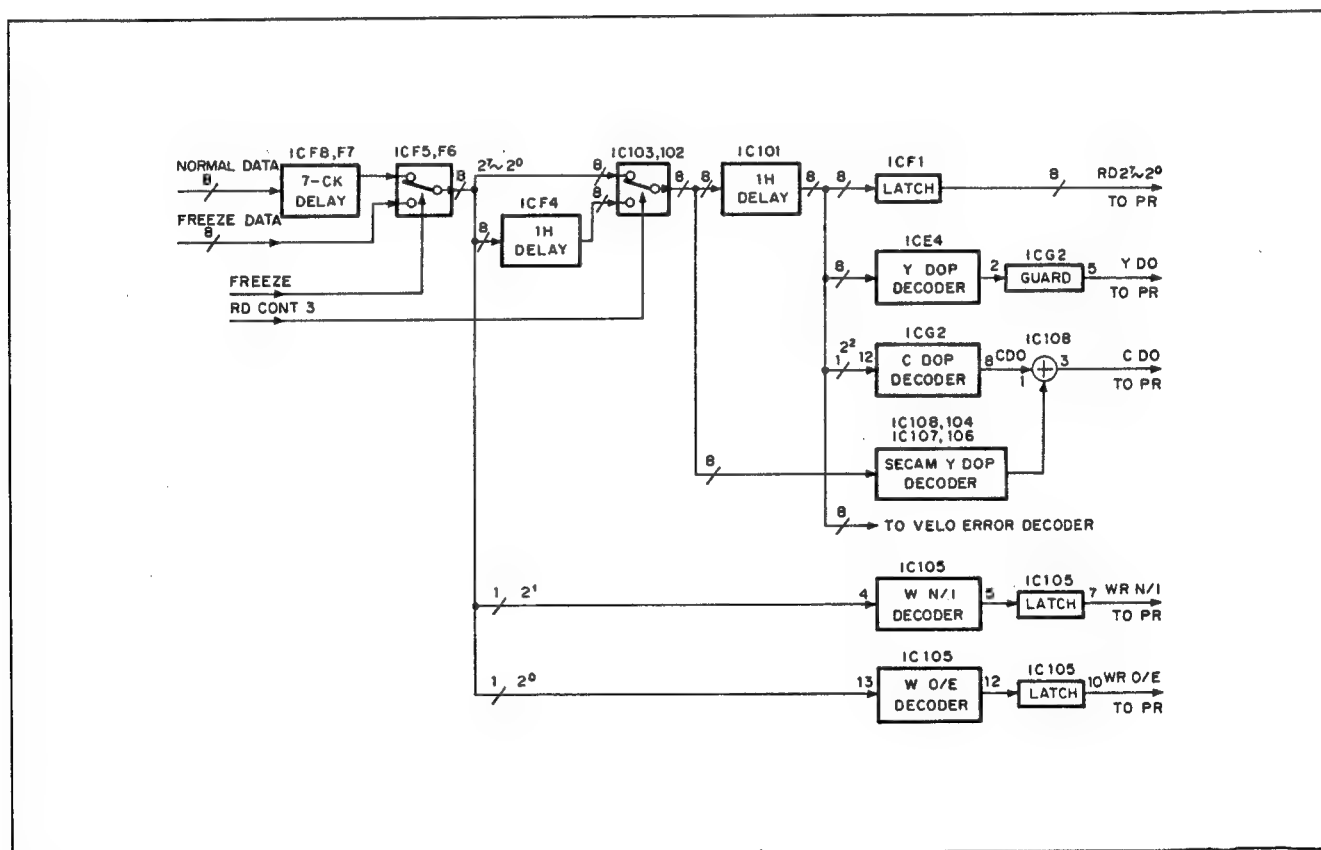 ICF8,F7
ICF5,F6
IC103,102
IC101
ICF1
NORMAL DATA
8
7-CK
DELAY
8
2⁷~2⁰
8
8
8
8
1H
DELAY
8
8
LATCH
8
RD2⁷~2⁰
TO PR
FREEZE DATA
8
ICF4
8
1H
DELAY
ICE4
8
Y DOP
DECODER
2
ICG2
GUARD
5
Y DO
TO PR
FREEZE
RD CONT 3
ICG2
2²
1
12
C DOP
DECODER
8
CDO
1
IC108
+
3
C DO
TO PR
IC108,104
IC107,106
8
SECAM Y DOP
DECODER
8
TO VELO ERROR DECODER
IC105
1
2¹
4
W N/I
DECODER
5
IC105
LATCH
7
WR N/I
TO PR
IC105
1
2⁰
13
W O/E
DECODER
12
IC105
LATCH
10
WR O/E
TO PR